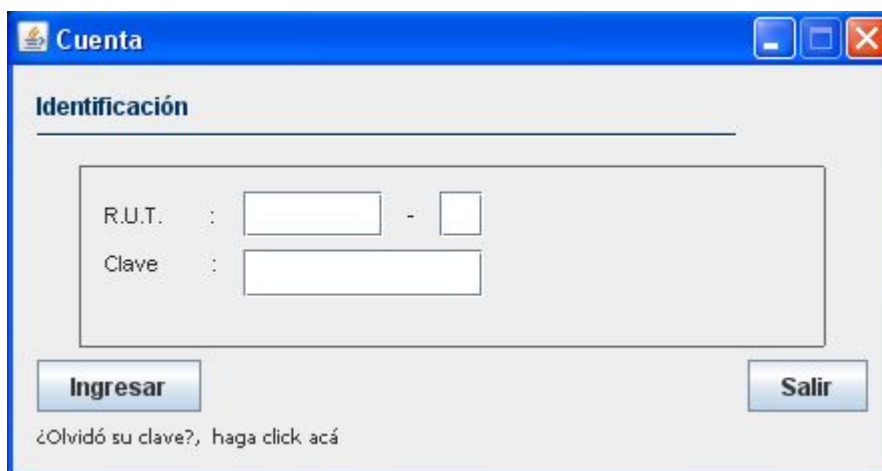 Cuenta
Identificación
R.U.T. : -
Clave :
Ingresar Salir
¿Olvidó su clave?, haga click acá